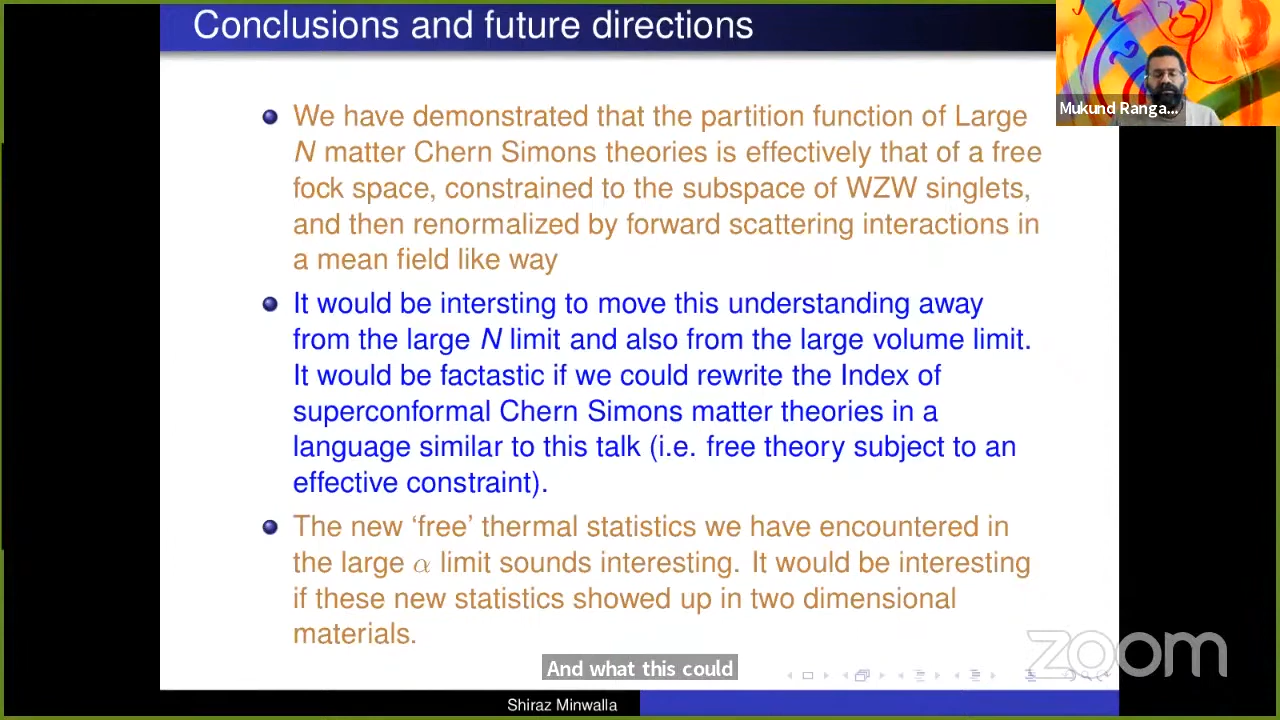 Conclusions and future directions
Mukund Ranga...
We have demonstrated that the partition function of Large
N matter Chern Simons theories is effectively that of a free
fock space, constrained to the subspace of WZW singlets,
and then renormalized by forward scattering interactions in
a mean field like way
It would be intersting to move this understanding away
from the large N limit and also from the large volume limit.
It would be factastic if we could rewrite the Index of
superconformal Chern Simons matter theories in a
language similar to this talk (i.e. free theory subject to an
effective constraint).
The new ‘free’ thermal statistics we have encountered in
the large α limit sounds interesting. It would be interesting
if these new statistics showed up in two dimensional
materials.
zoom
And what this could
Shiraz Minwalla